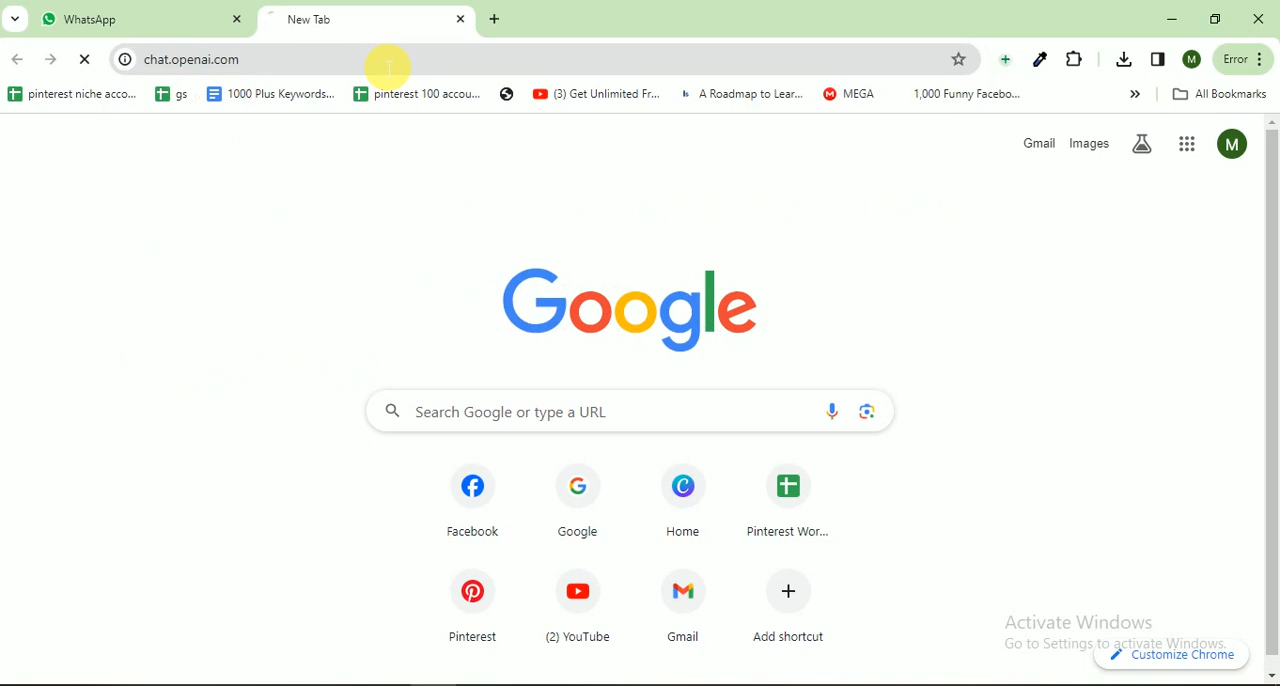 WhatsApp
New Tab
chat.openai.com
M
Error
pinterest niche acco...
gs
1000 Plus Keywords...
pinterest 100 accou...
(3) Get Unlimited Fr...
ls A Roadmap to Lear...
M MEGA
1,000 Funny Facebo...
»
All Bookmarks
Gmail Images
M
Google
Search Google or type a URL
Facebook
Google
Home
Pinterest Wor...
Pinterest
(2) YouTube
Gmail
Add shortcut
Activate Windows
Go to Settings to activate Windows.
Customize Chrome